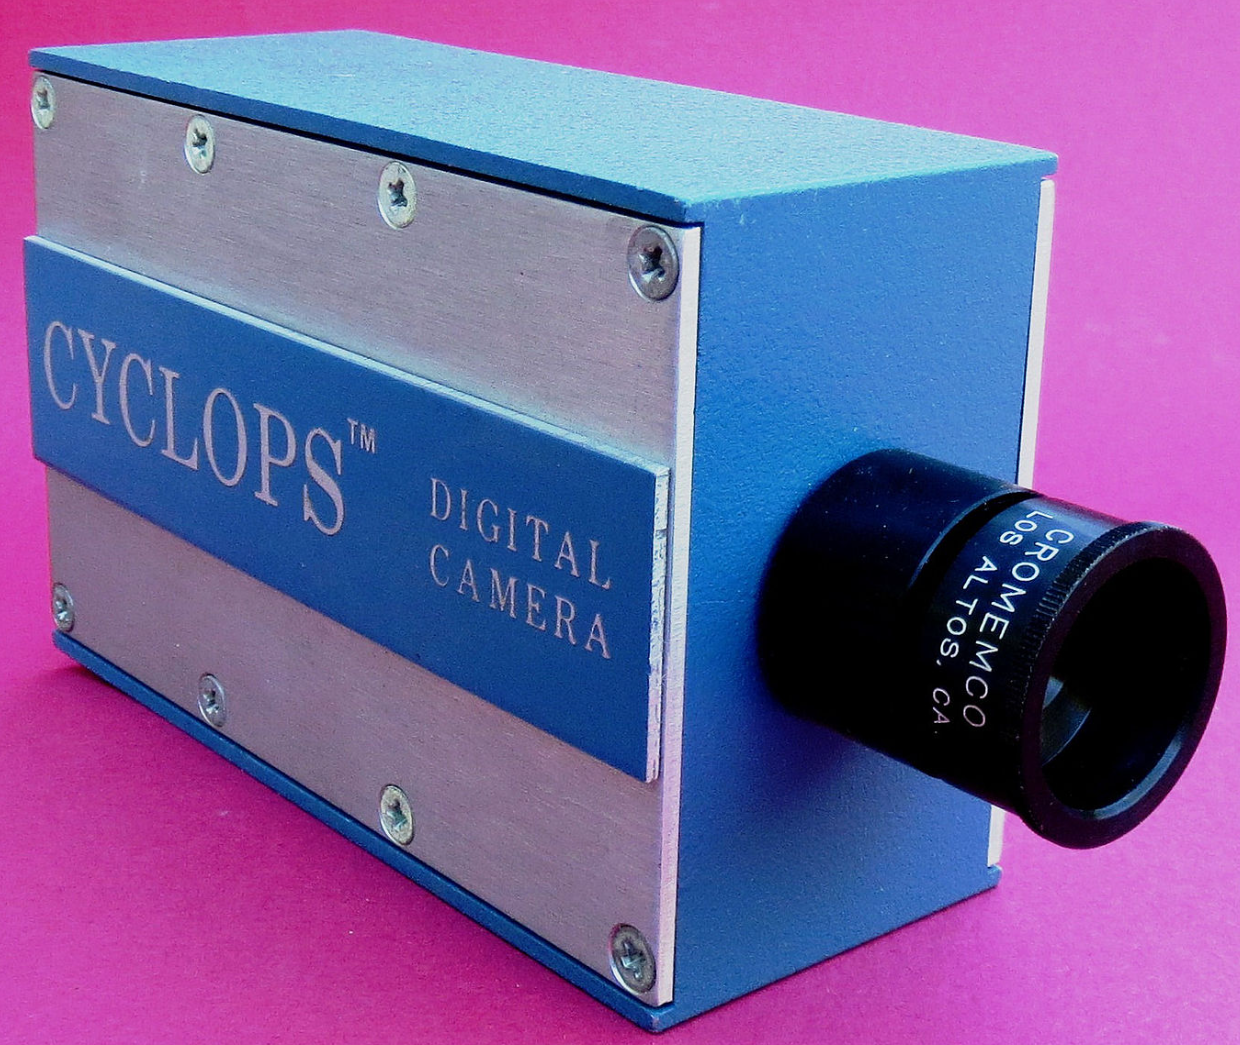 CYCLOPS™
DIGITAL
CAMERA
CROMEMCO
LOS ALTOS, CA.